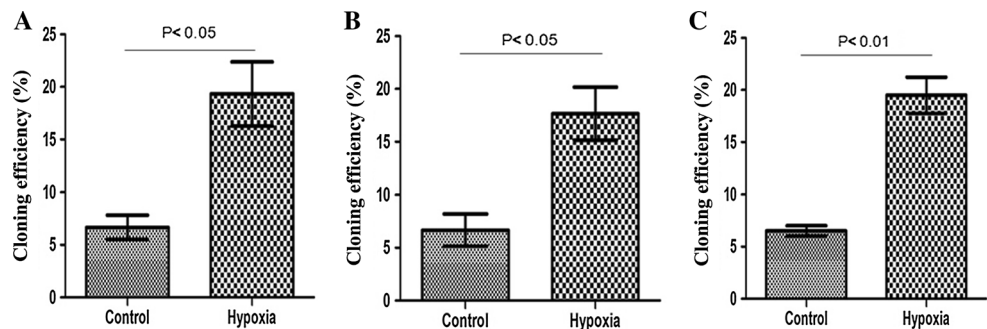 A
P< 0.05
Cloning efficiency (%)
25
20
15
10
5
0
Control
Hypoxia
B
P< 0.05
Cloning efficiency (%)
25
20
15
10
5
0
Control
Hypoxia
C
P< 0.01
Cloning efficiency (%)
25
20
15
10
5
0
Control
Hypoxia